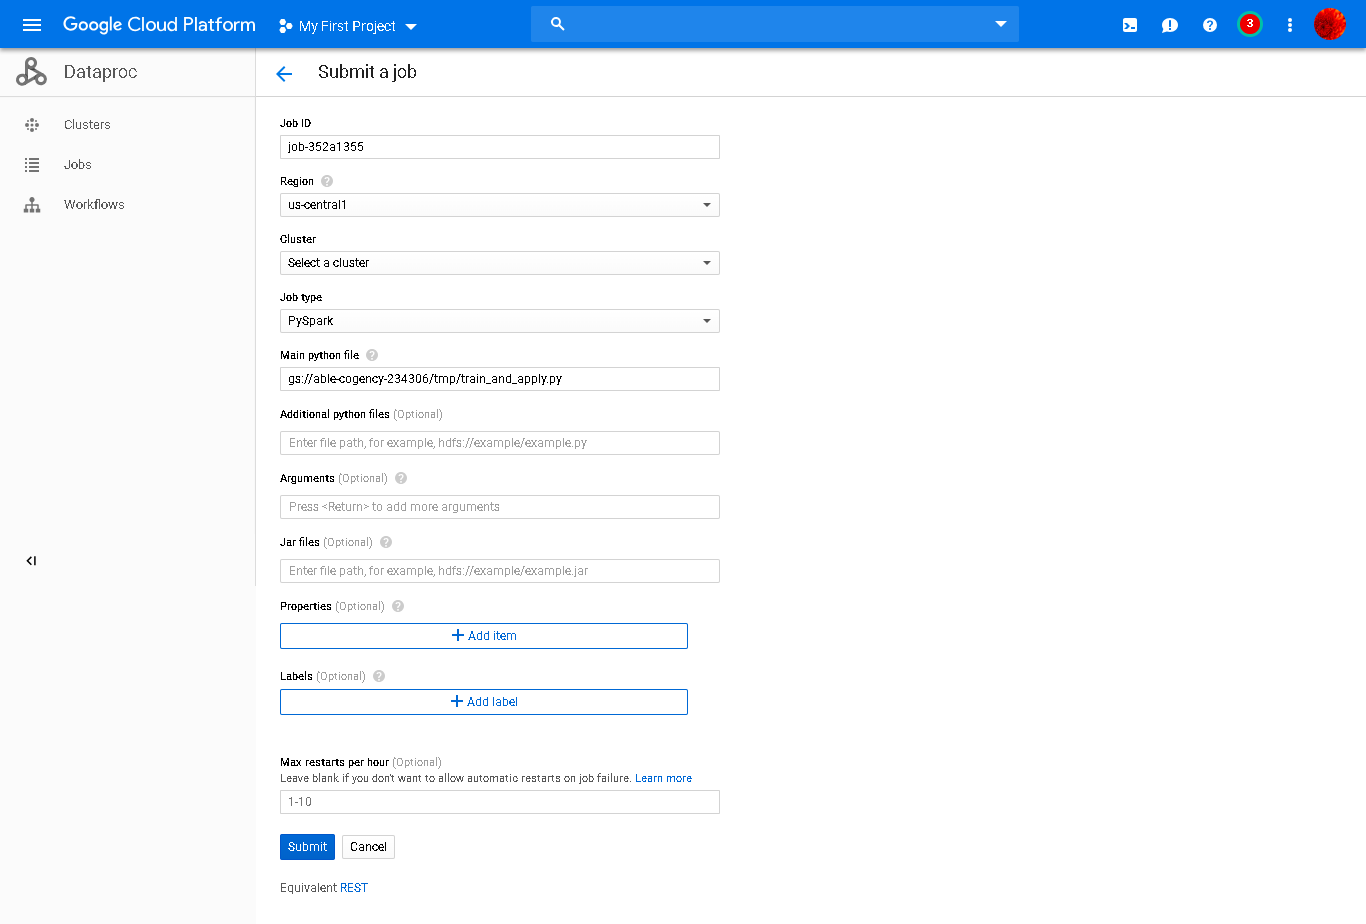 Google Cloud Platform
My First Project
3
Dataproc
Submit a job
Clusters
Jobs
Workflows
Job ID
job-352a1355
Region
us-central1
Cluster
Select a cluster
Job type
PySpark
Main python file
gs://able-cogency-234306/tmp/train_and_apply.py
Additional python files (Optional)
Enter file path, for example, hdfs://example/example.py
Arguments (Optional)
Press <Return> to add more arguments
Jar files (Optional)
Enter file path, for example, hdfs://example/example.jar
Properties (Optional)
+ Add item
Labels (Optional)
+ Add label
Max restarts per hour (Optional)
Leave blank if you don't want to allow automatic restarts on job failure. Learn more
1-10
Submit Cancel
Equivalent REST